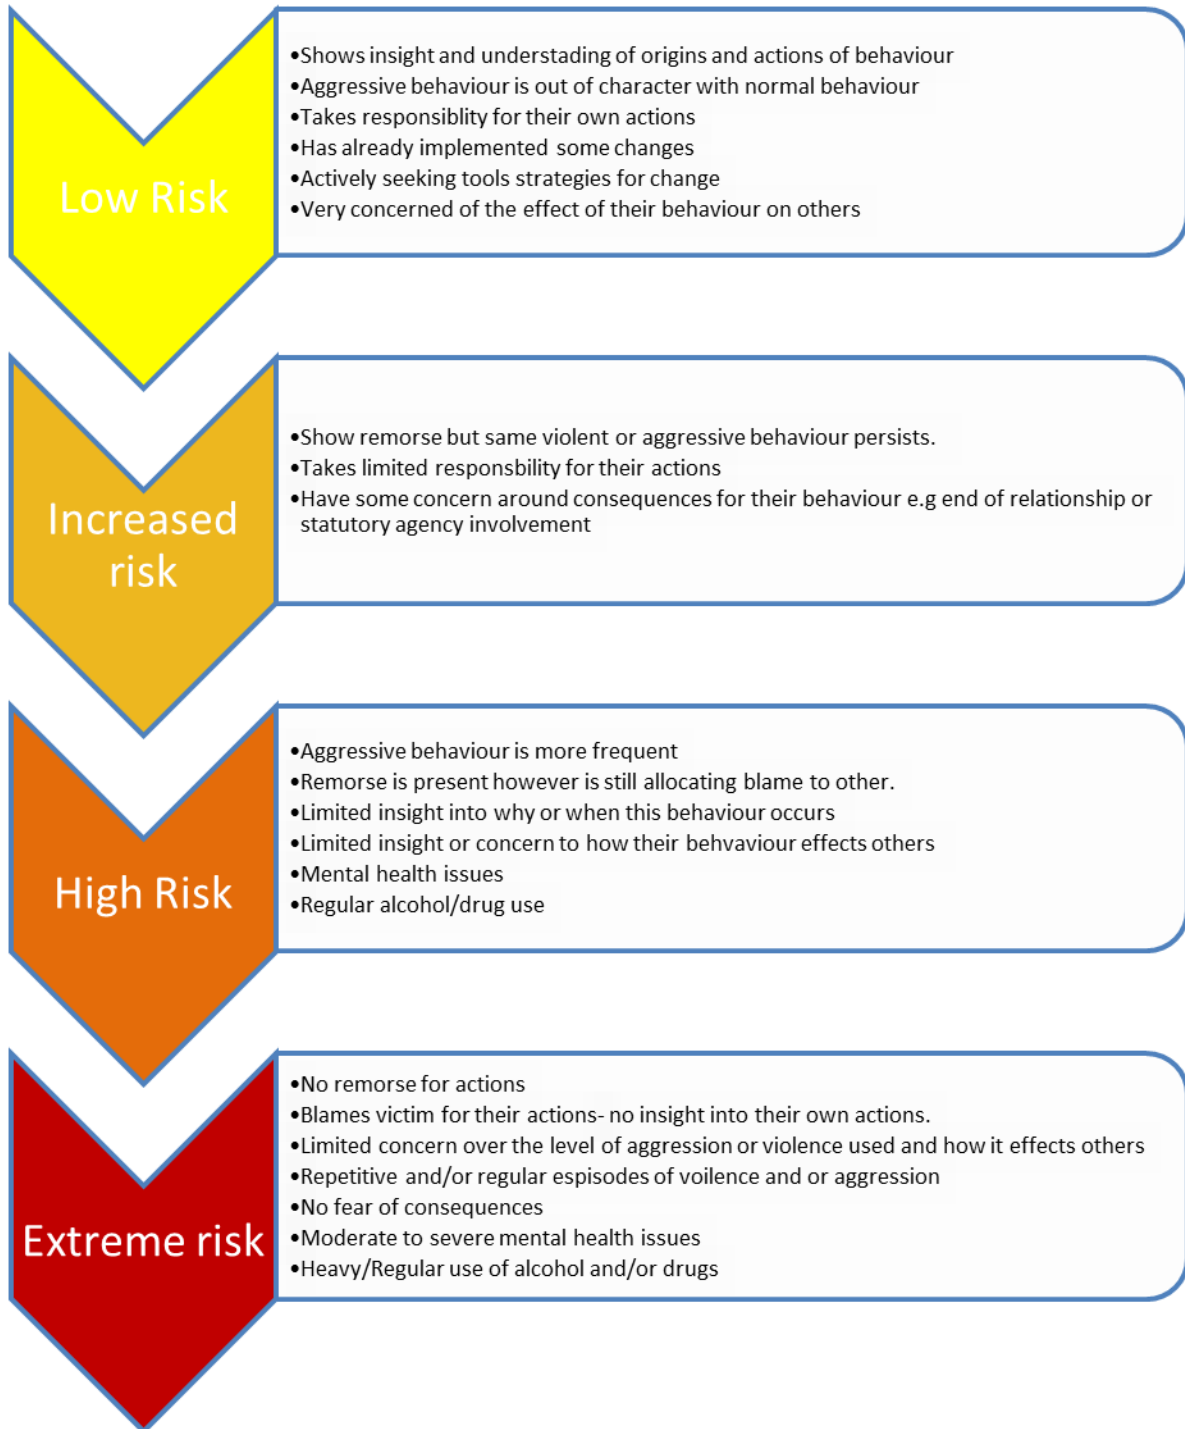 Low Risk
•Shows insight and understading of origins and actions of behaviour
•Aggressive behaviour is out of character with normal behaviour
•Takes responsiblity for their own actions
•Has already implemented some changes
•Actively seeking tools strategies for change
•Very concerned of the effect of their behaviour on others
Increased
risk
•Show remorse but same violent or aggressive behaviour persists.
•Takes limited responsbility for their actions
•Have some concern around consequences for their behaviour e.g end of relationship or
statutory agency involvement
High Risk
•Aggressive behaviour is more frequent
•Remorse is present however is still allocating blame to other.
•Limited insight into why or when this behaviour occurs
•Limited insight or concern to how their behvaviour effects others
•Mental health issues
•Regular alcohol/drug use
Extreme risk
•No remorse for actions
•Blames victim for their actions- no insight into their own actions.
•Limited concern over the level of aggression or violence used and how it effects others
•Repetitive and/or regular espisodes of voilence and or aggression
•No fear of consequences
•Moderate to severe mental health issues
•Heavy/Regular use of alcohol and/or drugs